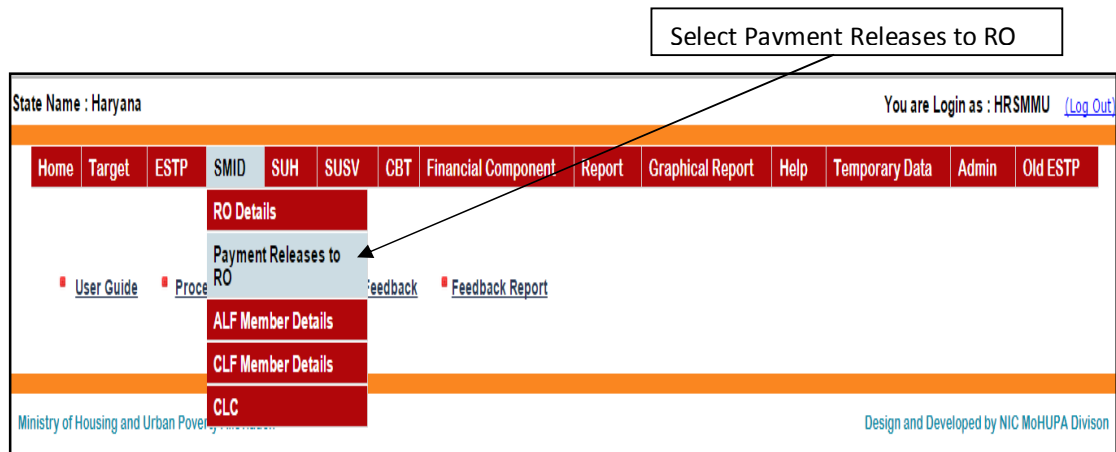 Select Payment Releases to RO
State Name : Haryana You are Login as : HRSMMU (Log Out)
Home Target ESTP SMID SUH SUSV CBT Financial Component Report Graphical Report Help Temporary Data Admin Old ESTP
RO Details
Payment Releases to
RO
User Guide Proce Feedback Feedback Report
ALF Member Details
CLF Member Details
CLC
Ministry of Housing and Urban Pover Design and Developed by NIC MoHUPA Divison